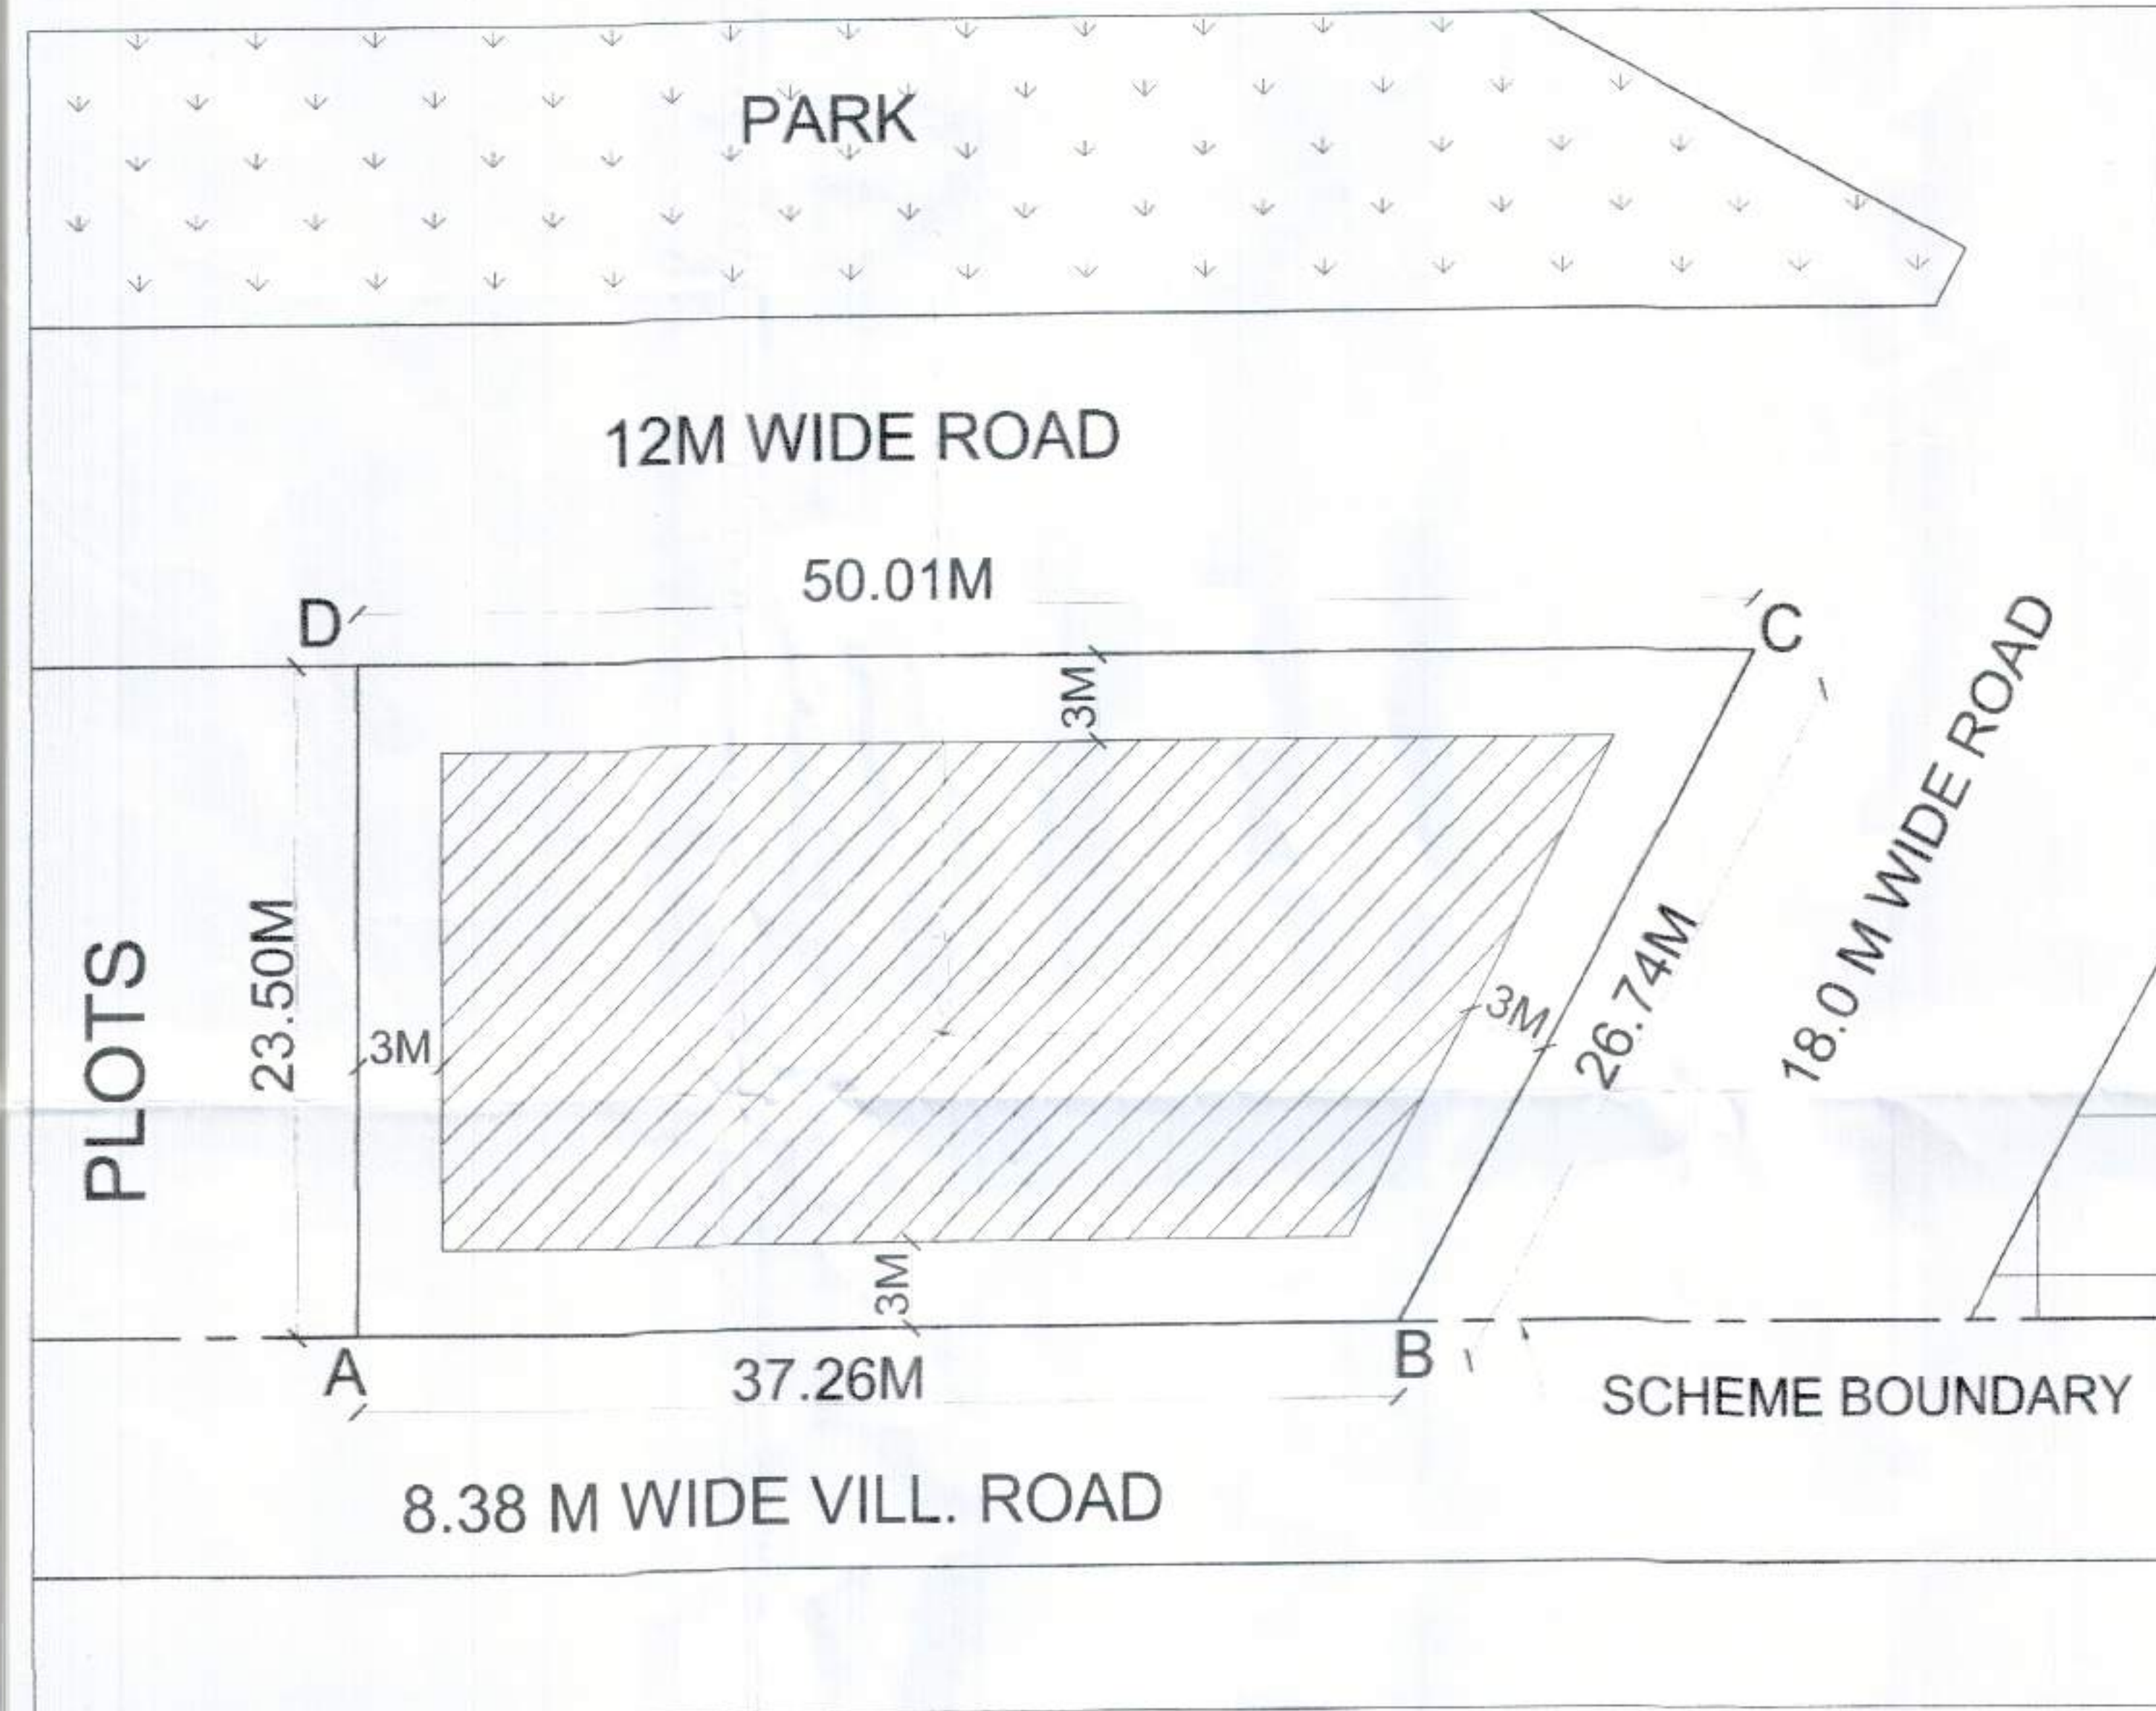 PARK
12M WIDE ROAD
50.01M
D
C
3M
18.0 M WIDE ROAD
PLOTS
23.50M
3M
3M
26.74M
3M
A
37.26M
B
SCHEME BOUNDARY
8.38 M WIDE VILL. ROAD